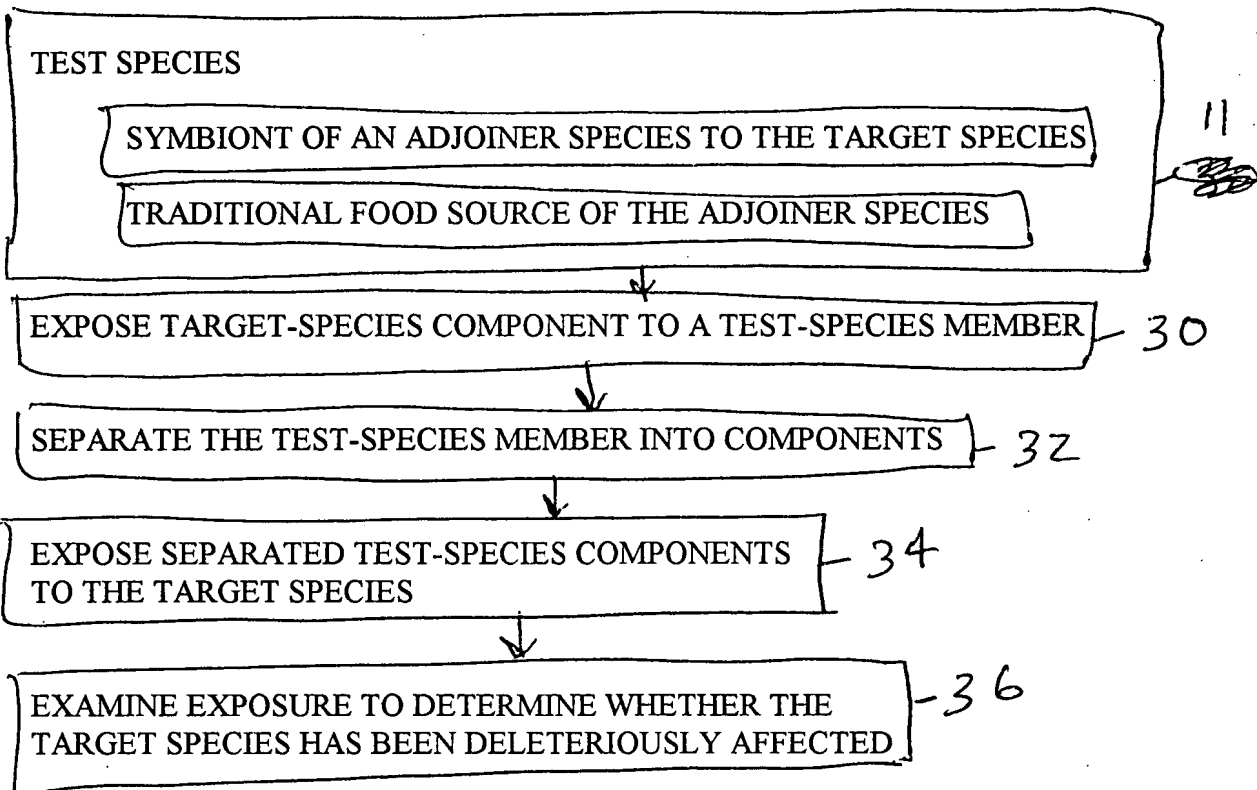 TEST SPECIES
SYMBIONT OF AN ADJOINER SPECIES TO THE TARGET SPECIES
11
TRADITIONAL FOOD SOURCE OF THE ADJOINER SPECIES
EXPOSE TARGET-SPECIES COMPONENT TO A TEST-SPECIES MEMBER
30
SEPARATE THE TEST-SPECIES MEMBER INTO COMPONENTS
32
EXPOSE SEPARATED TEST-SPECIES COMPONENTS
TO THE TARGET SPECIES
34
EXAMINE EXPOSURE TO DETERMINE WHETHER THE
TARGET SPECIES HAS BEEN DELETERIOUSLY AFFECTED
36